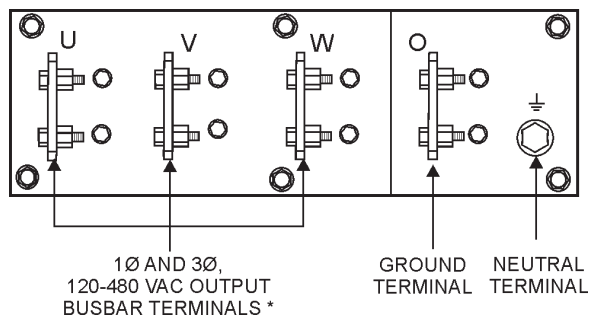 U V W O
1Ø AND 3Ø,
120-480 VAC OUTPUT
BUSBAR TERMINALS *
GROUND
TERMINAL
NEUTRAL
TERMINAL